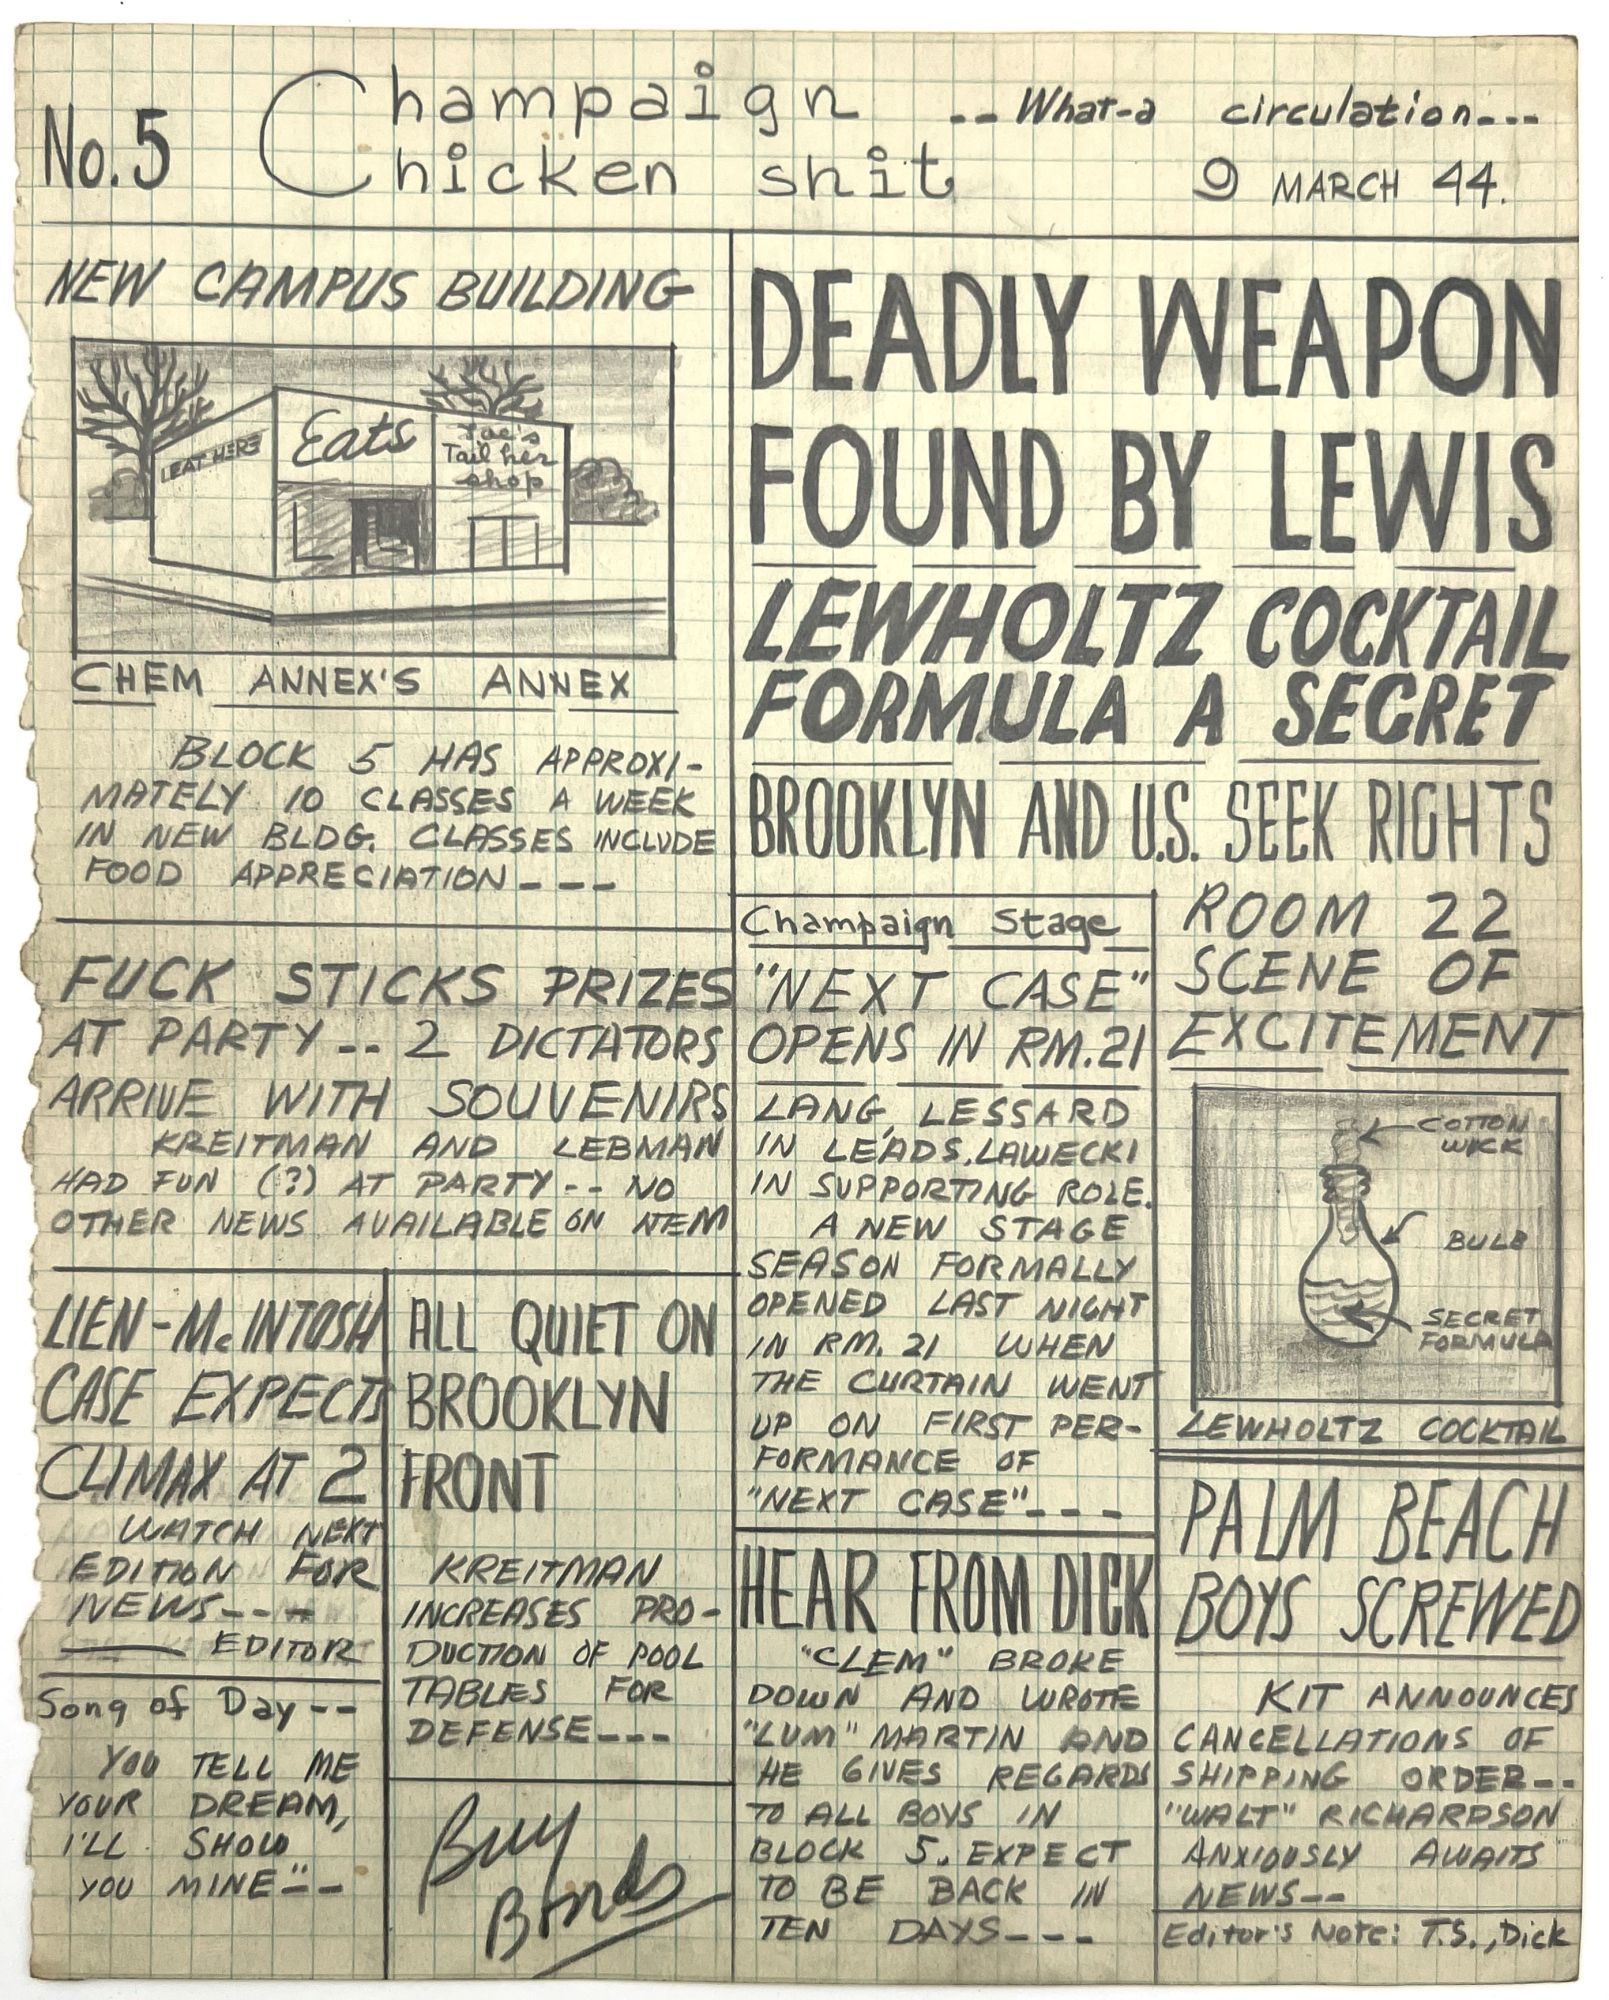 No. 5
Champaign
Chicken shit
-- What-a circulation---
9 MARCH 44.
NEW CAMPUS BUILDING
EAT HERE
Eats
Joe's
Tail her
shop
CHEM ANNEX'S ANNEX
BLOCK 5 HAS APPROXI-
MATELY 10 CLASSES A WEEK
IN NEW BLDG. CLASSES INCLUDE
FOOD APPRECIATION---
FUCK STICKS PRIZES
AT PARTY-- 2 DICTATORS
ARRIVE WITH SOUVENIRS
KREITMAN AND LEBMAN
HAD FUN (?) AT PARTY-- NO
OTHER NEWS AVAILABLE ON ITEM
LIEN-McINTOSH
CASE EXPECTS
CLIMAX AT 2
WATCH NEXT
EDITION FOR
NEWS---
EDITOR
Song of Day--
YOU TELL ME
YOUR DREAM,
I'LL SHOW
YOU MINE"--
ALL QUIET ON
BROOKLYN
FRONT
KREITMAN
INCREASES PRO-
DUCTION OF POOL
TABLES FOR
DEFENSE---
Buy
Bonds
DEADLY WEAPON
FOUND BY LEWIS
LEWHOLTZ COCKTAIL
FORMULA A SECRET
BROOKLYN AND U.S. SEEK RIGHTS
Champaign Stage
"NEXT CASE"
OPENS IN RM. 21
LANG, LESSARD
IN LEADS, LAWECKI
IN SUPPORTING ROLE.
A NEW STAGE
SEASON FORMALLY
OPENED LAST NIGHT
IN RM. 21 WHEN
THE CURTAIN WENT
UP ON FIRST PER-
FORMANCE OF
"NEXT CASE"---
HEAR FROM DICK
"CLEM" BROKE
DOWN AND WROTE
"LUM" MARTIN AND
HE GIVES REGARDS
TO ALL BOYS IN
BLOCK 5. EXPECT
TO BE BACK IN
TEN DAYS---
ROOM 22
SCENE OF
EXCITEMENT
COTTON
WICK
BULB
SECRET
FORMULA
LEWHOLTZ COCKTAIL
PALM BEACH
BOYS SCREWED
KIT ANNOUNCES
CANCELLATIONS OF
SHIPPING ORDER--
"WALT" RICHARDSON
ANXIOUSLY AWAITS
NEWS--
Editor's Note: T.S., Dick